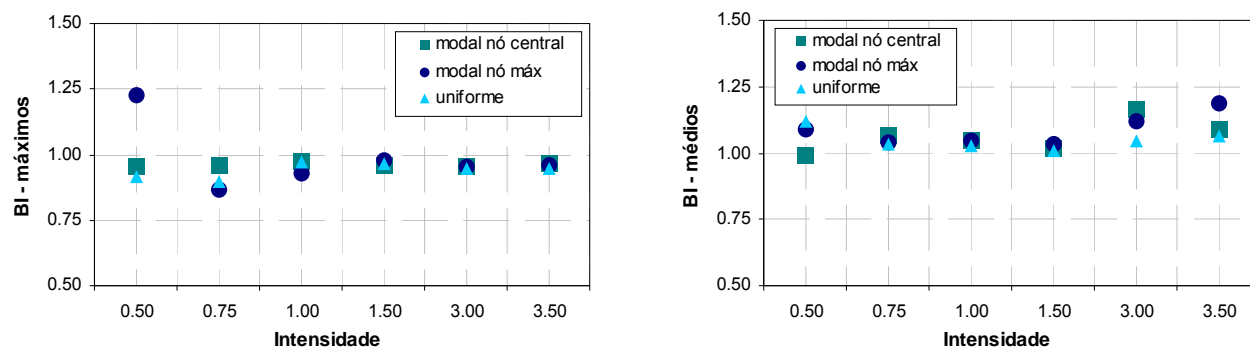 BI - máximos
1.50
1.25
1.00
0.75
0.50
modal nó central
modal nó máx
uniforme
0.50 0.75 1.00 1.50 3.00 3.50
Intensidade
BI - médios
1.50
1.25
1.00
0.75
0.50
modal nó central
modal nó máx
uniforme
0.50 0.75 1.00 1.50 3.00 3.50
Intensidade